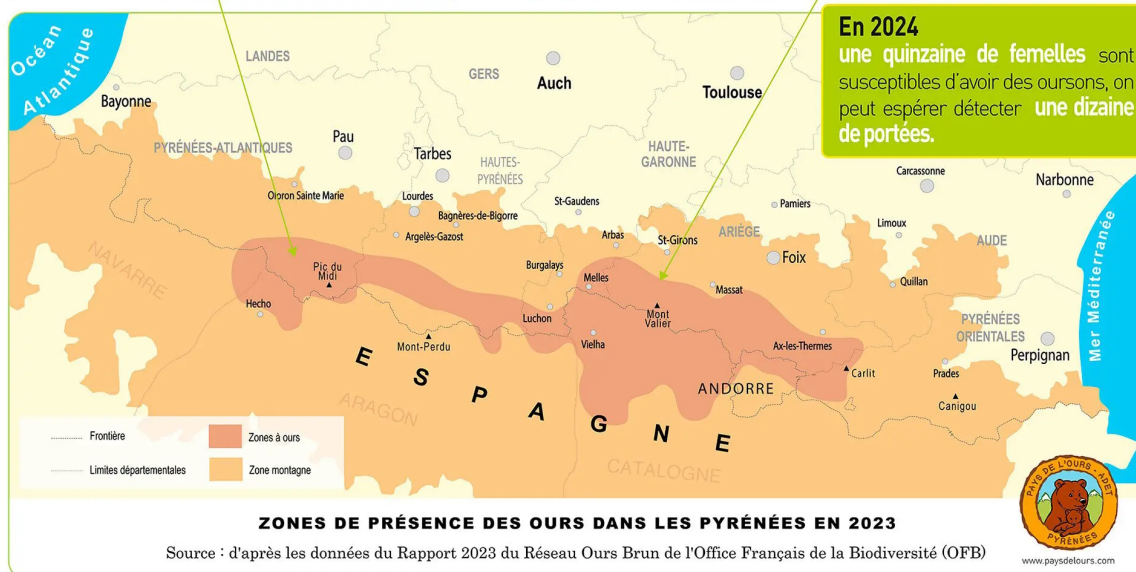 En 2024
une quinzaine de femelles sont
susceptibles d'avoir des oursons, on
peut espérer détecter une dizaine
de portées.
Océan
Atlantique
LANDES
GERS
Auch
Toulouse
Bayonne
Pau
PYRÉNÉES-ATLANTIQUES
Tarbes
HAUTES-
PYRÉNÉES
HAUTE-
GARONNE
Carcassonne
Narbonne
Oloron Sainte Marie
Lourdes
Bagnères-de-Bigorre
St-Gaudens
Pamiers
Limoux
Argelès-Gazost
Arbas
St-Girons
ARIÈGE
AUDE
Foix
NAVARRE
Pic du
Midi
Burgalays
Melles
Massat
Quillan
Mer Méditerranée
Hecho
Luchon
Mont
Valier
PYRÉNÉES
ORIENTALES
Mont-Perdu
Vielha
Ax-les-Thermes
Perpignan
Carlit
Prades
ANDORRE
Canigou
ESPAGNE
ARAGON
CATALOGNE
Frontière
Zones à ours
Limites départementales
Zone montagne
PAYS DE L'OURS - ADET
PYRÉNÉES
www.paysdelours.com
ZONES DE PRÉSENCE DES OURS DANS LES PYRÉNÉES EN 2023
Source : d'après les données du Rapport 2023 du Réseau Ours Brun de l'Office Français de la Biodiversité (OFB)